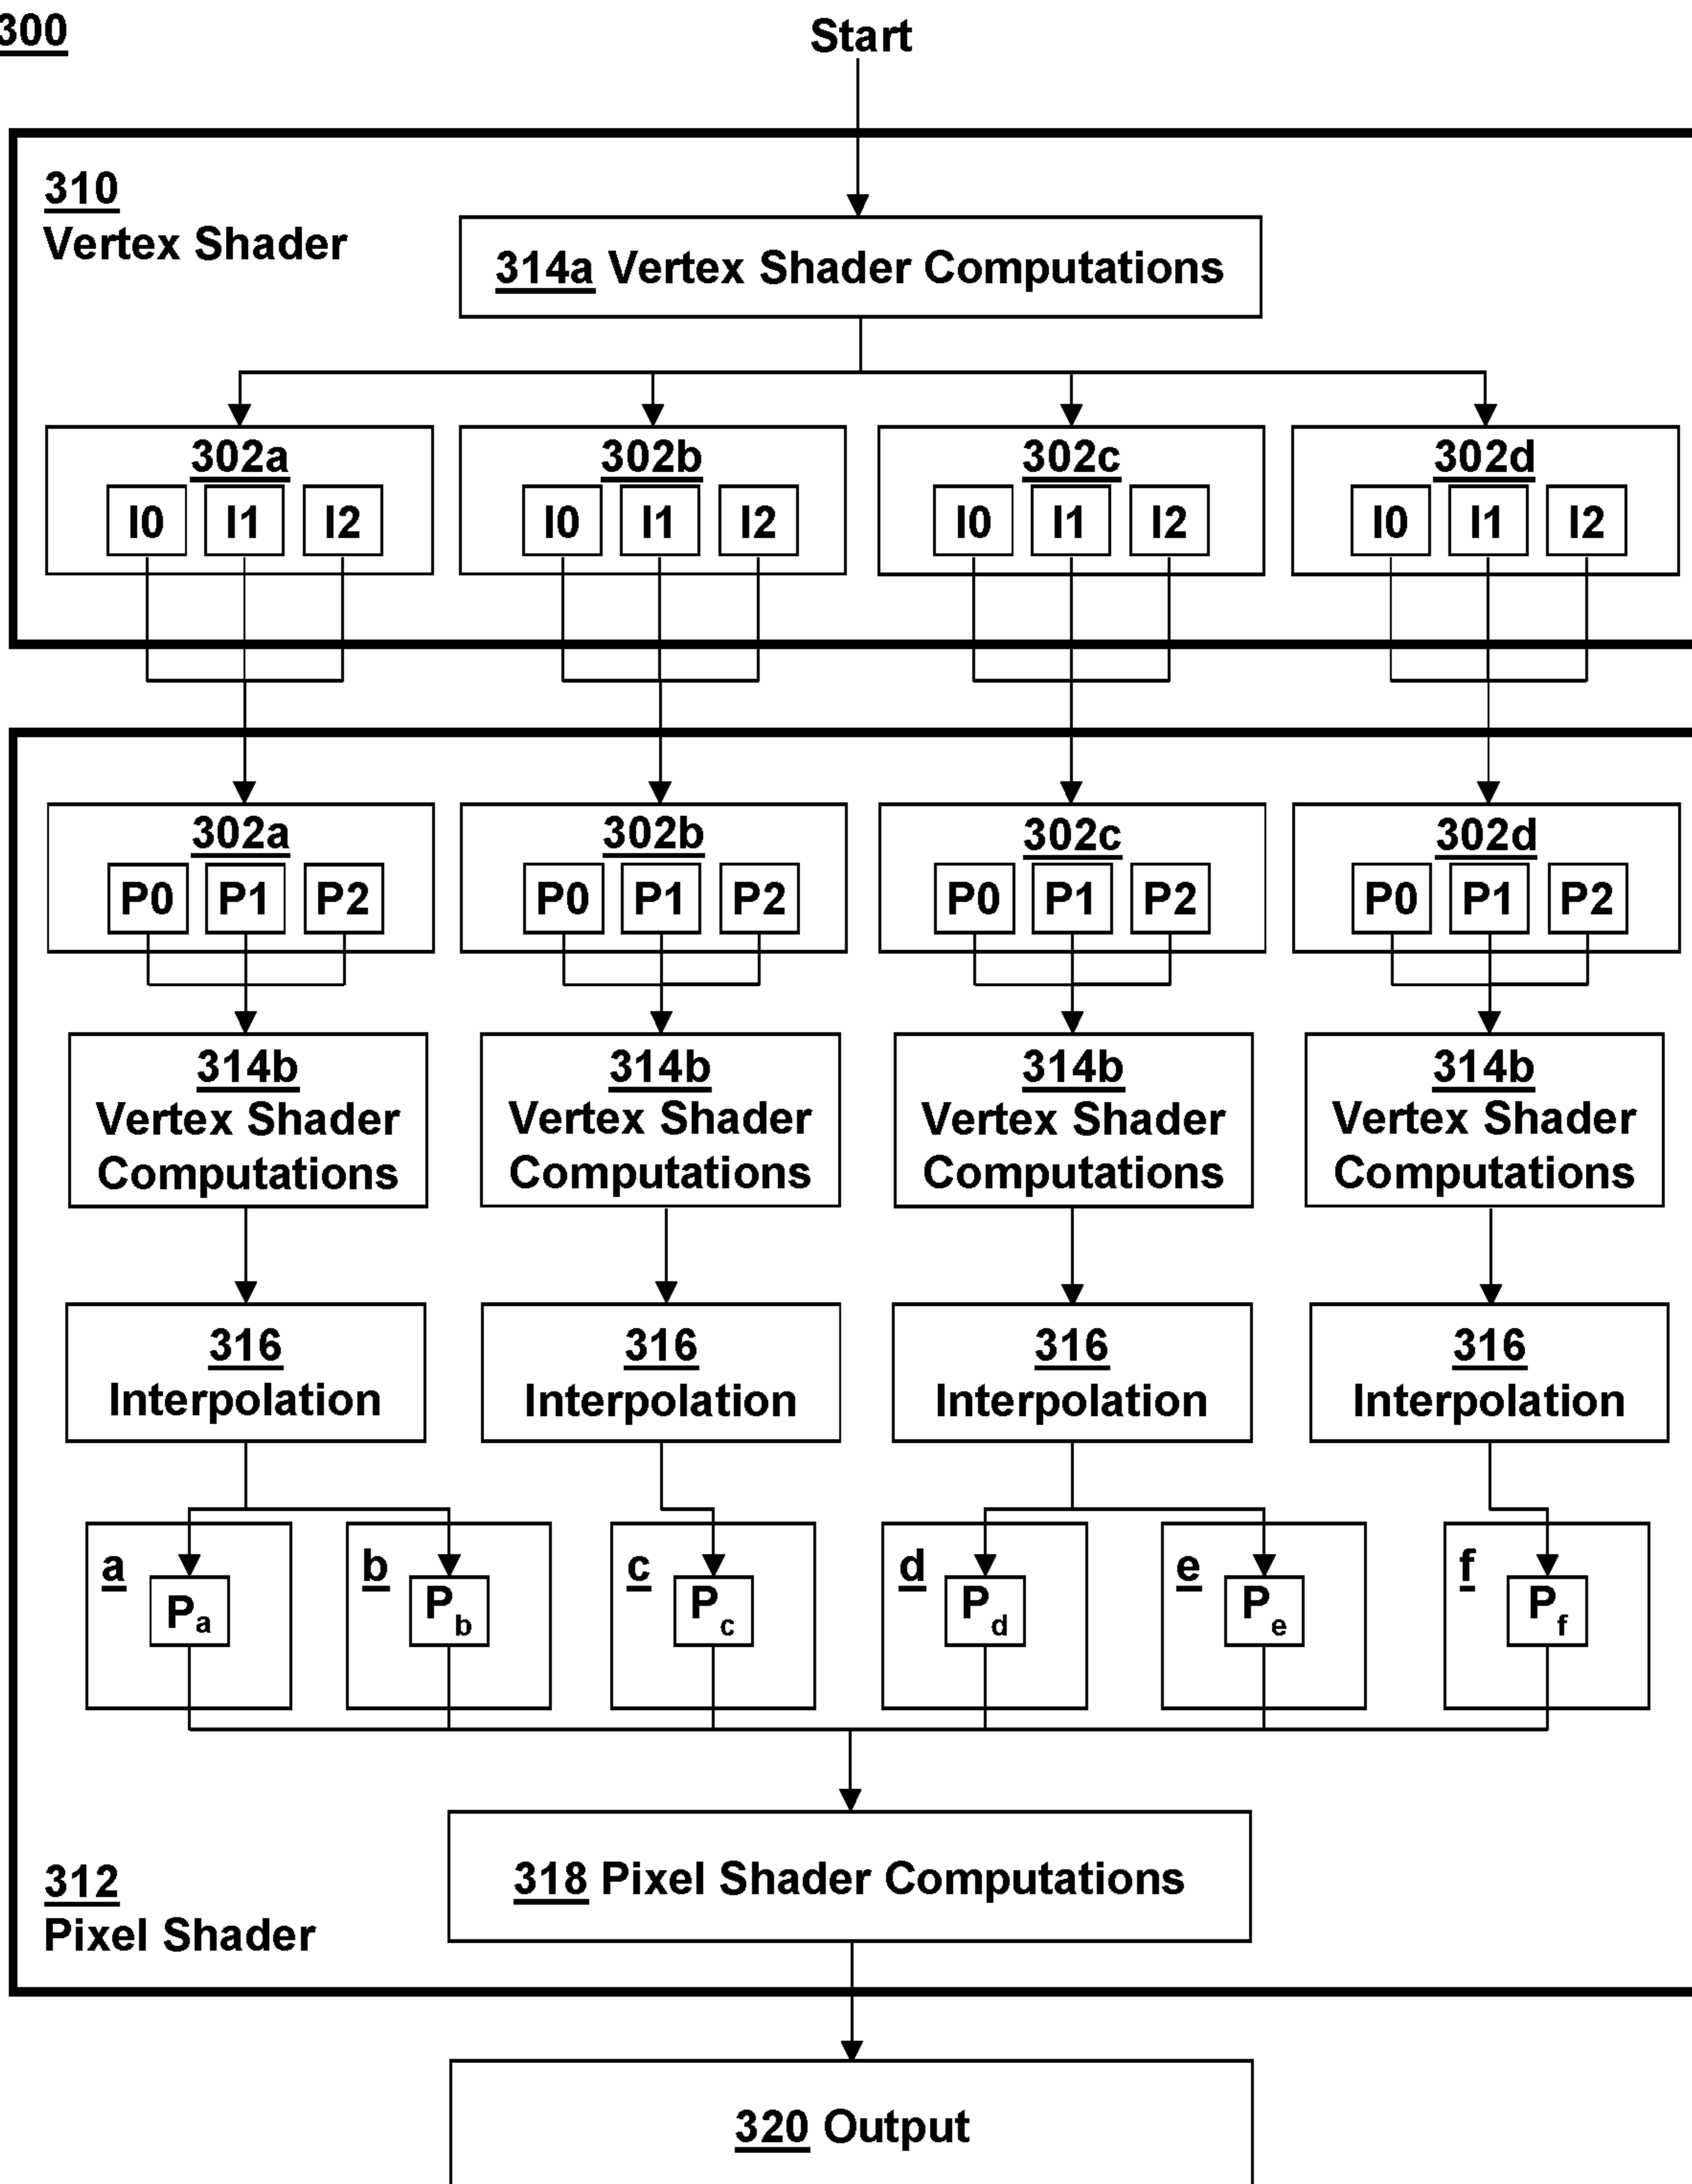 300
Start
310
Vertex Shader
314a Vertex Shader Computations
302a 302b 302c 302d
I0 I1 I2 I0 I1 I2 I0 I1 I2 I0 I1 I2
302a 302b 302c 302d
P0 P1 P2 P0 P1 P2 P0 P1 P2 P0 P1 P2
314b 314b 314b 314b
Vertex Shader Vertex Shader Vertex Shader Vertex Shader
Computations Computations Computations Computations
316 316 316 316
Interpolation Interpolation Interpolation Interpolation
a b c d e f
Pa Pb Pc Pd Pe Pf
318 Pixel Shader Computations
312
Pixel Shader
320 Output